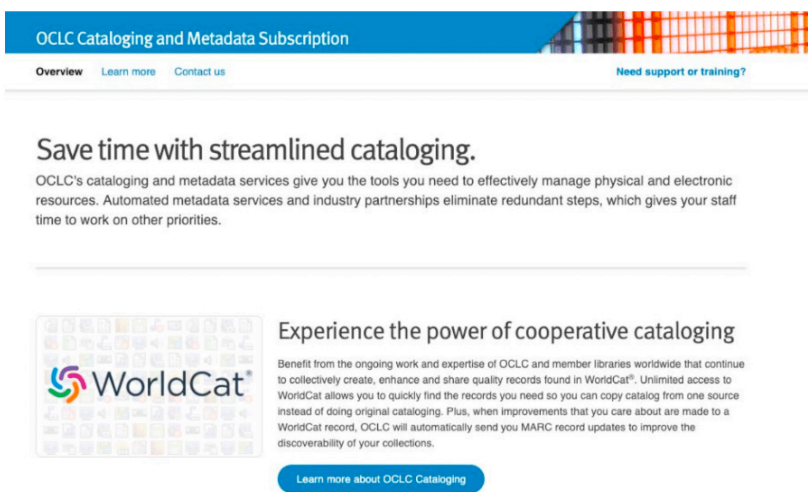 OCLC Cataloging and Metadata Subscription
Overview Learn more Contact us Need support or training?
Save time with streamlined cataloging.
OCLC's cataloging and metadata services give you the tools you need to effectively manage physical and electronic
resources. Automated metadata services and industry partnerships eliminate redundant steps, which gives your staff
time to work on other priorities.
WorldCat®
Experience the power of cooperative cataloging
Benefit from the ongoing work and expertise of OCLC and member libraries worldwide that continue
to collectively create, enhance and share quality records found in WorldCat®. Unlimited access to
WorldCat allows you to quickly find the records you need so you can copy catalog from one source
instead of doing original cataloging. Plus, when improvements that you care about are made to a
WorldCat record, OCLC will automatically send you MARC record updates to improve the
discoverability of your collections.
Learn more about OCLC Cataloging